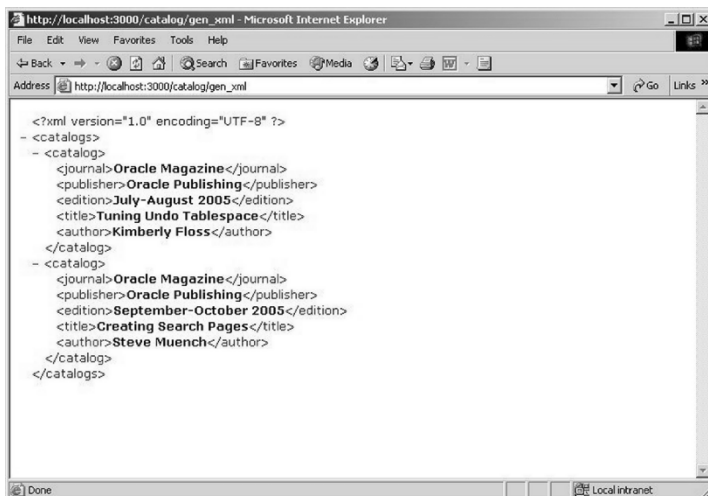 http://localhost:3000/catalog/gen_xml - Microsoft Internet Explorer
File Edit View Favorites Tools Help
Back Search Favorites Media
Address http://localhost:3000/catalog/gen_xml Go Links »
<?xml version="1.0" encoding="UTF-8" ?>
- <catalogs>
- <catalog>
<journal>Oracle Magazine</journal>
<publisher>Oracle Publishing</publisher>
<edition>July-August 2005</edition>
<title>Tuning Undo Tablespace</title>
<author>Kimberly Floss</author>
</catalog>
- <catalog>
<journal>Oracle Magazine</journal>
<publisher>Oracle Publishing</publisher>
<edition>September-October 2005</edition>
<title>Creating Search Pages</title>
<author>Steve Muench</author>
</catalog>
</catalogs>
Done Local intranet